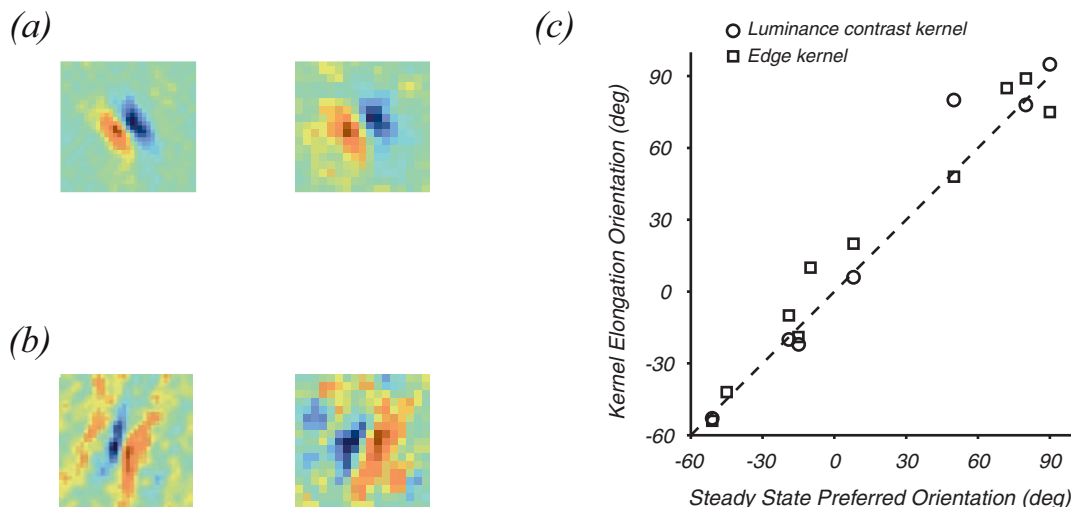 (a)
(b)
(c)
Luminance contrast kernel
Edge kernel
Kernel Elongation Orientation (deg)
90
60
30
0
-30
-60
-60
-30
0
30
60
90
Steady State Preferred Orientation (deg)